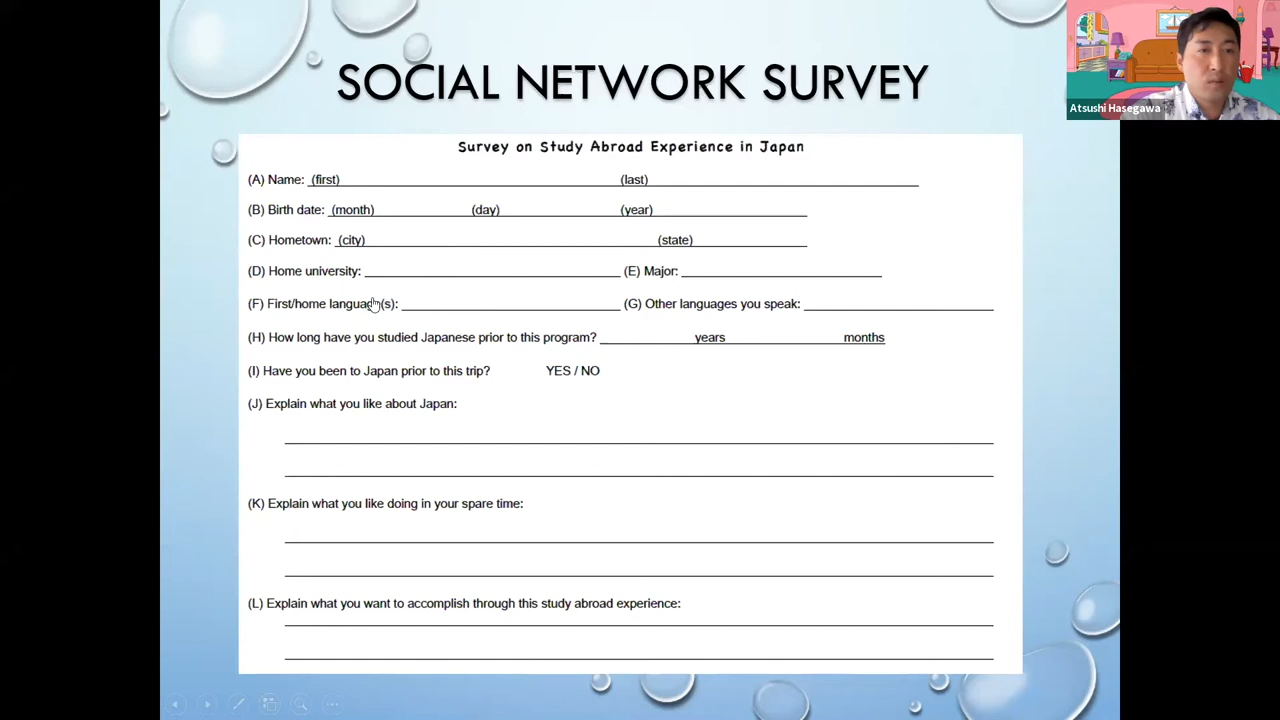 SOCIAL NETWORK SURVEY
Atsushi Hasegawa
Survey on Study Abroad Experience in Japan
(A) Name: (first) (last)
(B) Birth date: (month) (day) (year)
(C) Hometown: (city) (state)
(D) Home university: (E) Major:
(F) First/home language(s): (G) Other languages you speak:
(H) How long have you studied Japanese prior to this program? years months
(I) Have you been to Japan prior to this trip? YES / NO
(J) Explain what you like about Japan:
(K) Explain what you like doing in your spare time:
(L) Explain what you want to accomplish through this study abroad experience: